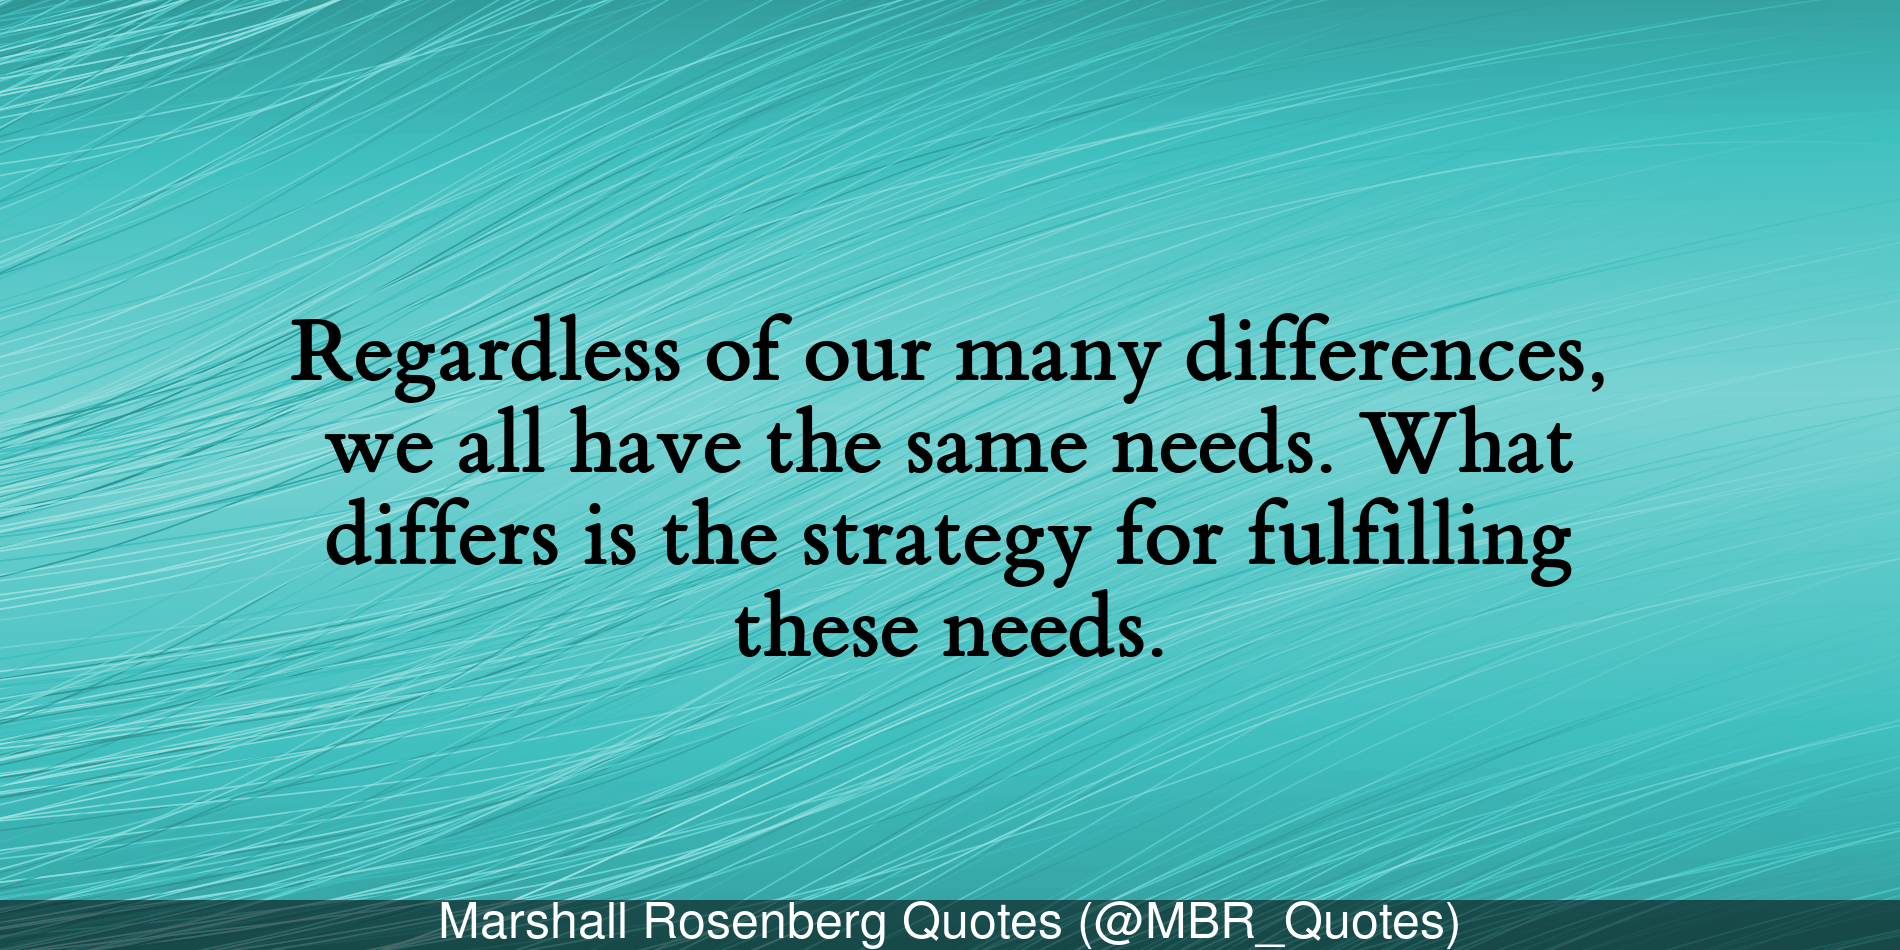 Regardless of our many differences,
we all have the same needs. What
differs is the strategy for fulfilling
these needs.
Marshall Rosenberg Quotes (@MBR_Quotes)